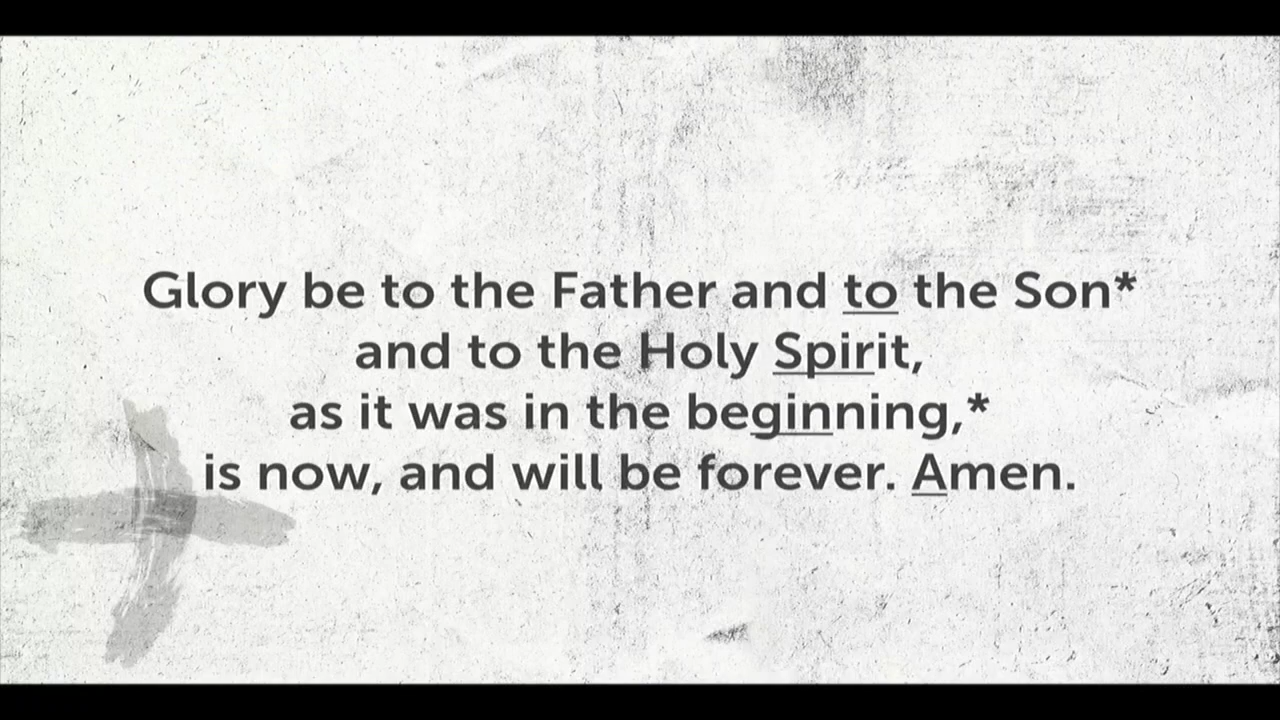 Glory be to the Father and to the Son*
and to the Holy Spirit,
as it was in the beginning,*
is now, and will be forever. Amen.